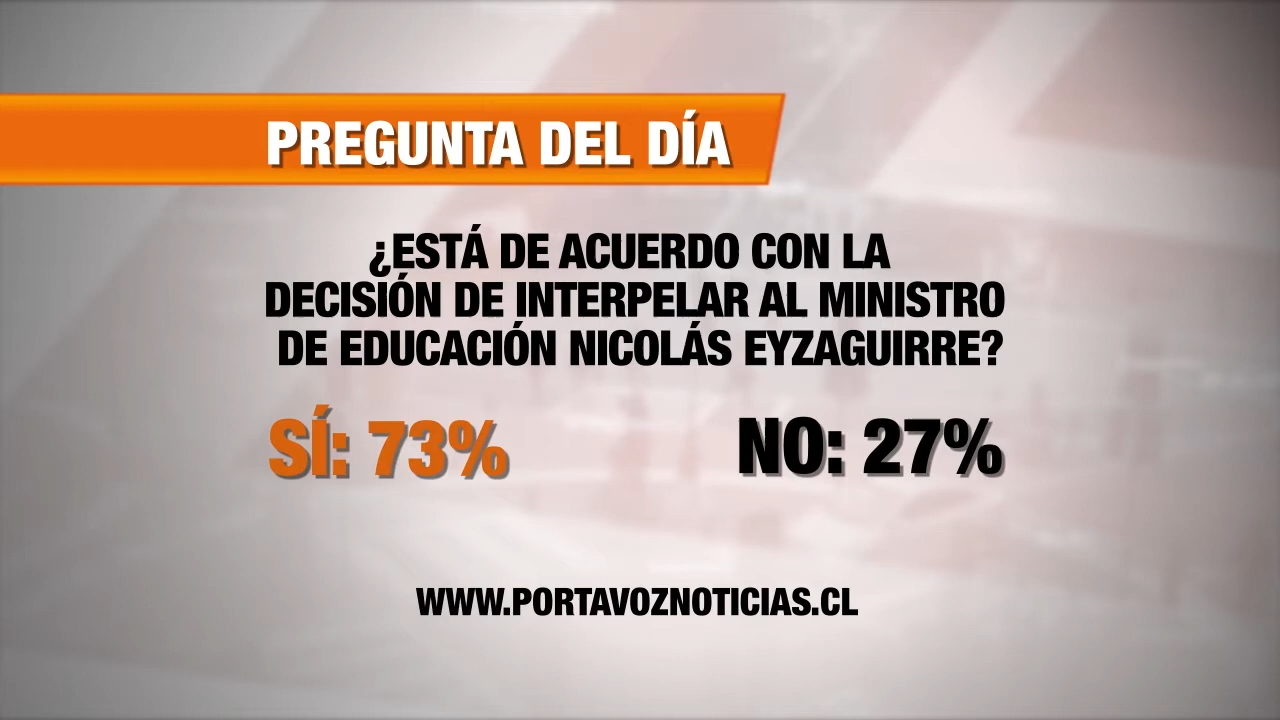 PREGUNTA DEL DÍA
¿ESTÁ DE ACUERDO CON LA
DECISIÓN DE INTERPELAR AL MINISTRO
DE EDUCACIÓN NICOLÁS EYZAGUIRRE?
SÍ: 73% NO: 27%
WWW.PORTAVOZNOTICIAS.CL